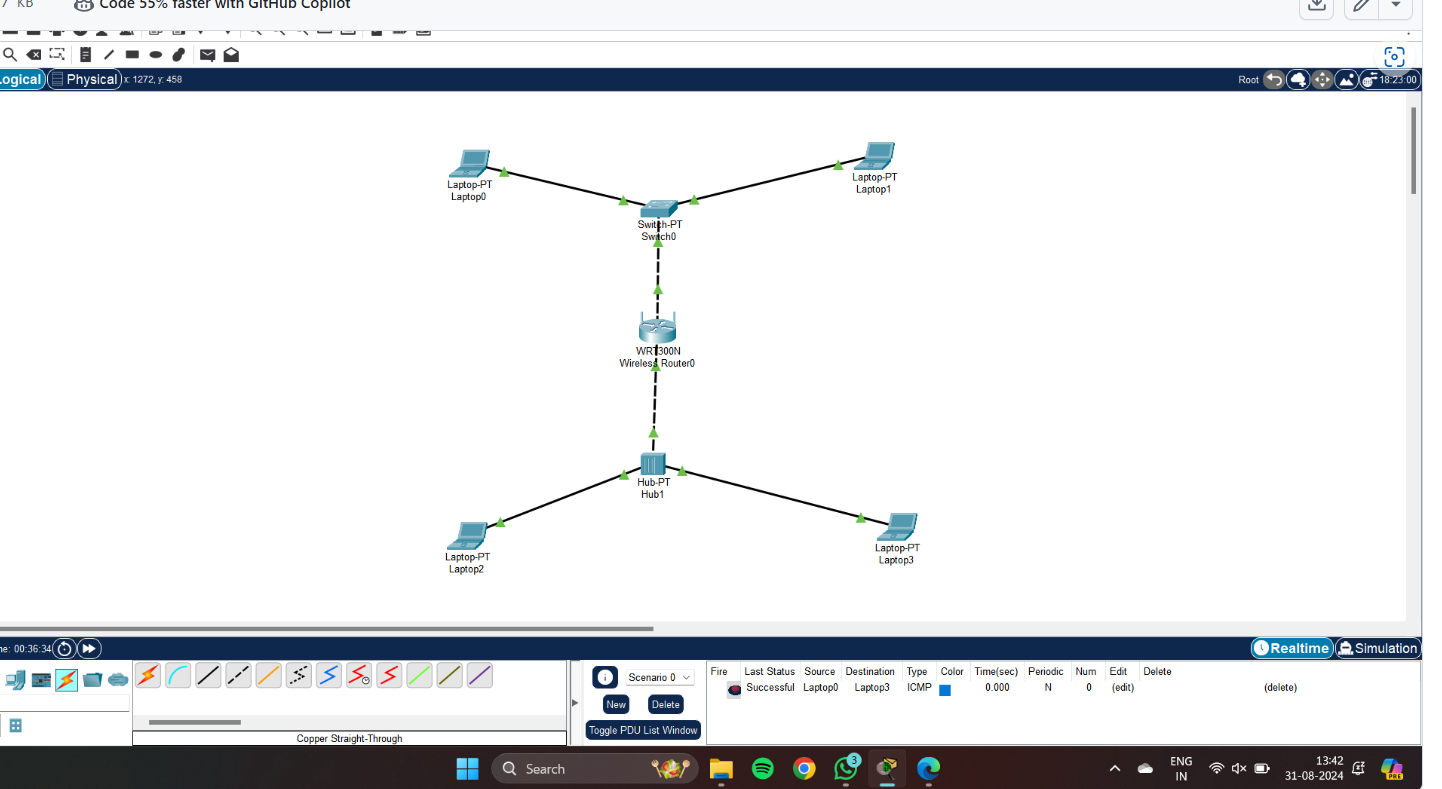 7 KB Code 55% faster with GitHub Copilot
Logical Physical x: 1272, y: 458 Root 18:23:00
Laptop-PT
Laptop0
Laptop-PT
Laptop1
Switch-PT
Switch0
WRT300N
Wireless Router0
Hub-PT
Hub1
Laptop-PT
Laptop2
Laptop-PT
Laptop3
00:36:34 Realtime Simulation
Scenario 0
New Delete
Toggle PDU List Window
Fire Last Status Source Destination Type Color Time(sec) Periodic Num Edit Delete
Successful Laptop0 Laptop3 ICMP 0.000 N 0 (edit) (delete)
Copper Straight-Through
Search
3
ENG
IN
13:42
31-08-2024
PRE